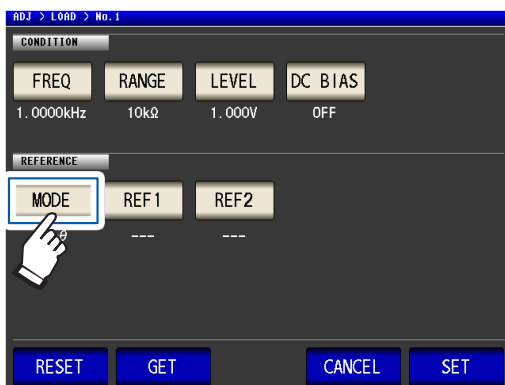 ADJ > LOAD > No.1
CONDITION
FREQ RANGE LEVEL DC BIAS
1.0000kHz 10kΩ 1.000V OFF
REFERENCE
MODE REF1 REF2
θ --- ---
RESET GET CANCEL SET